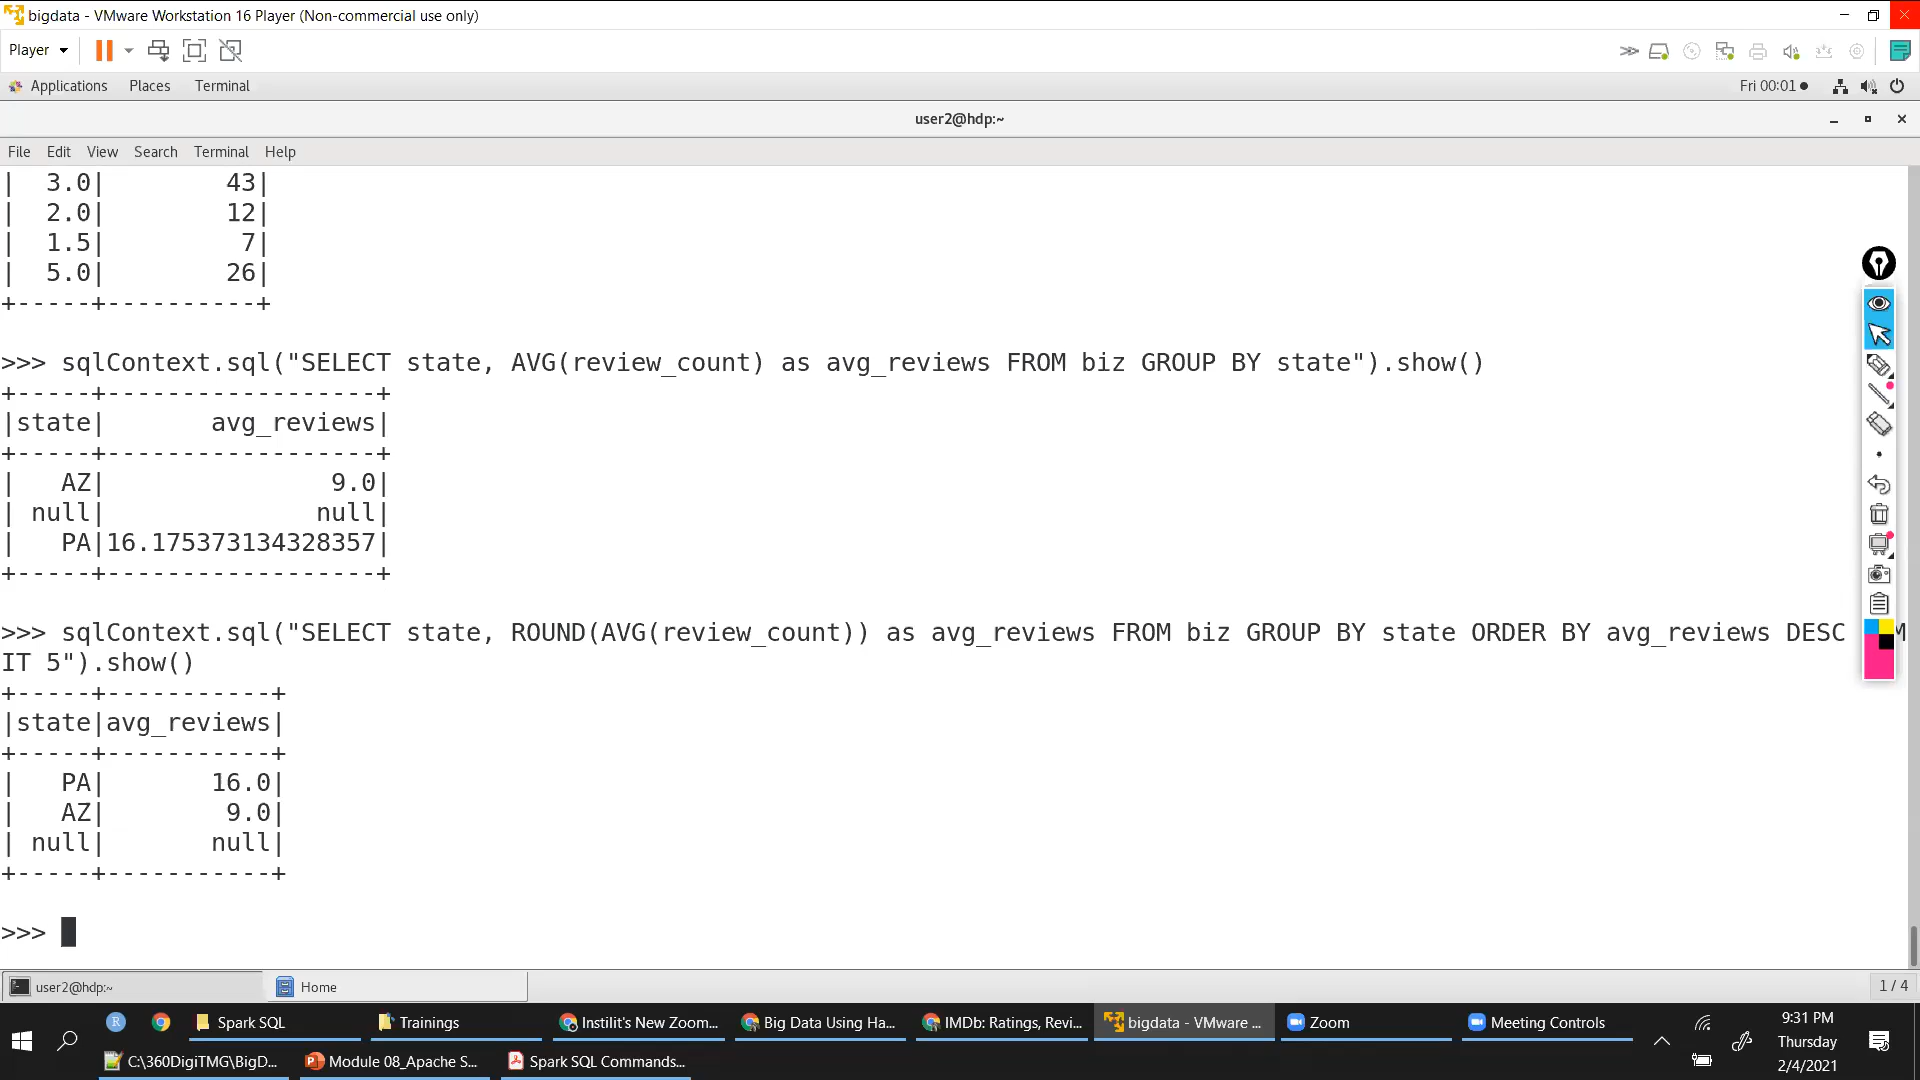 bigdata - VMware Workstation 16 Player (Non-commercial use only)
Player
Applications Places Terminal Fri 00:01
user2@hdp:~
File Edit View Search Terminal Help
| 3.0| 43|
| 2.0| 12|
| 1.5| 7|
| 5.0| 26|
+-----+----------+
>>> sqlContext.sql("SELECT state, AVG(review_count) as avg_reviews FROM biz GROUP BY state").show()
+-----+------------------+
|state| avg_reviews|
+-----+------------------+
| AZ| 9.0|
| null| null|
| PA|16.175373134328357|
+-----+------------------+
>>> sqlContext.sql("SELECT state, ROUND(AVG(review_count)) as avg_reviews FROM biz GROUP BY state ORDER BY avg_reviews DESC M
IT 5").show()
+-----+-----------+
|state|avg_reviews|
+-----+-----------+
| PA| 16.0|
| AZ| 9.0|
| null| null|
+-----+-----------+
>>>
user2@hdp:~ Home 1 / 4
R Spark SQL Trainings Instilit's New Zoom... Big Data Using Ha... IMDb: Ratings, Revi... bigdata - VMware ... Zoom Meeting Controls
C:\360DigiTMG\BigD... Module 08_Apache S... Spark SQL Commands...
9:31 PM
Thursday
2/4/2021